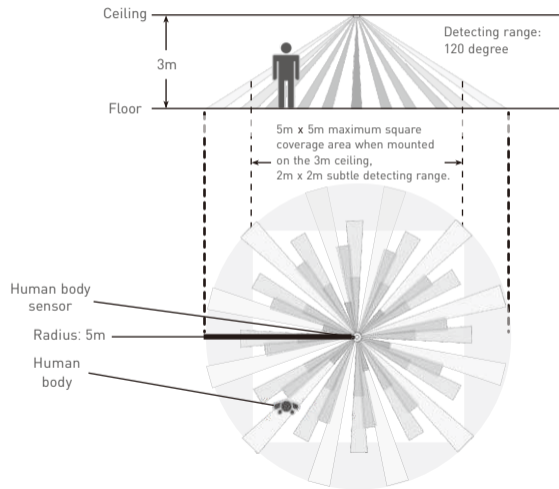 Ceiling
Detecting range:
120 degree
3m
Floor
5m x 5m maximum square
coverage area when mounted
on the 3m ceiling,
2m x 2m subtle detecting range.
Human body
sensor
Radius: 5m
Human
body